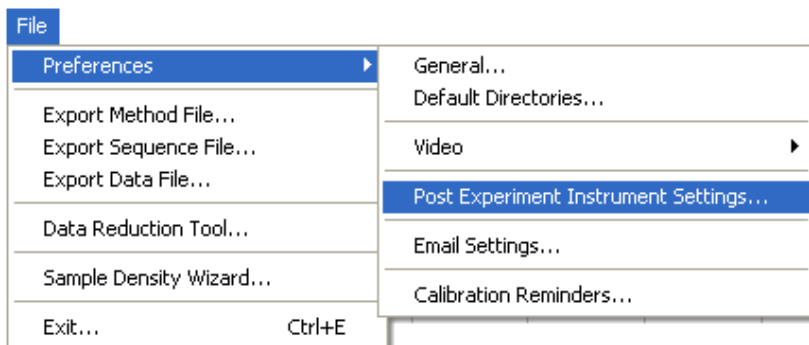 File
Preferences
Export Method File...
Export Sequence File...
Export Data File...
Data Reduction Tool...
Sample Density Wizard...
Exit... Ctrl+E
General...
Default Directories...
Video
Post Experiment Instrument Settings...
Email Settings...
Calibration Reminders...